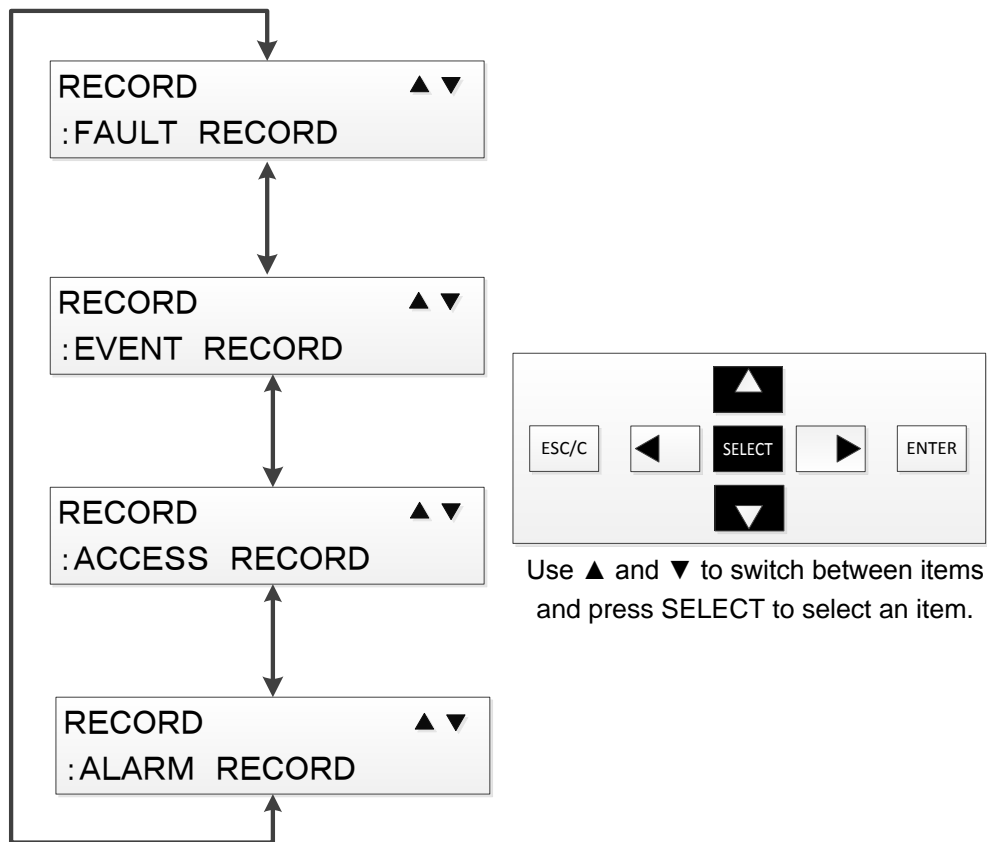 RECORD ▲ ▼
:FAULT RECORD
RECORD ▲ ▼
:EVENT RECORD
RECORD ▲ ▼
:ACCESS RECORD
RECORD ▲ ▼
:ALARM RECORD
ESC/C SELECT ENTER
Use ▲ and ▼ to switch between items
and press SELECT to select an item.